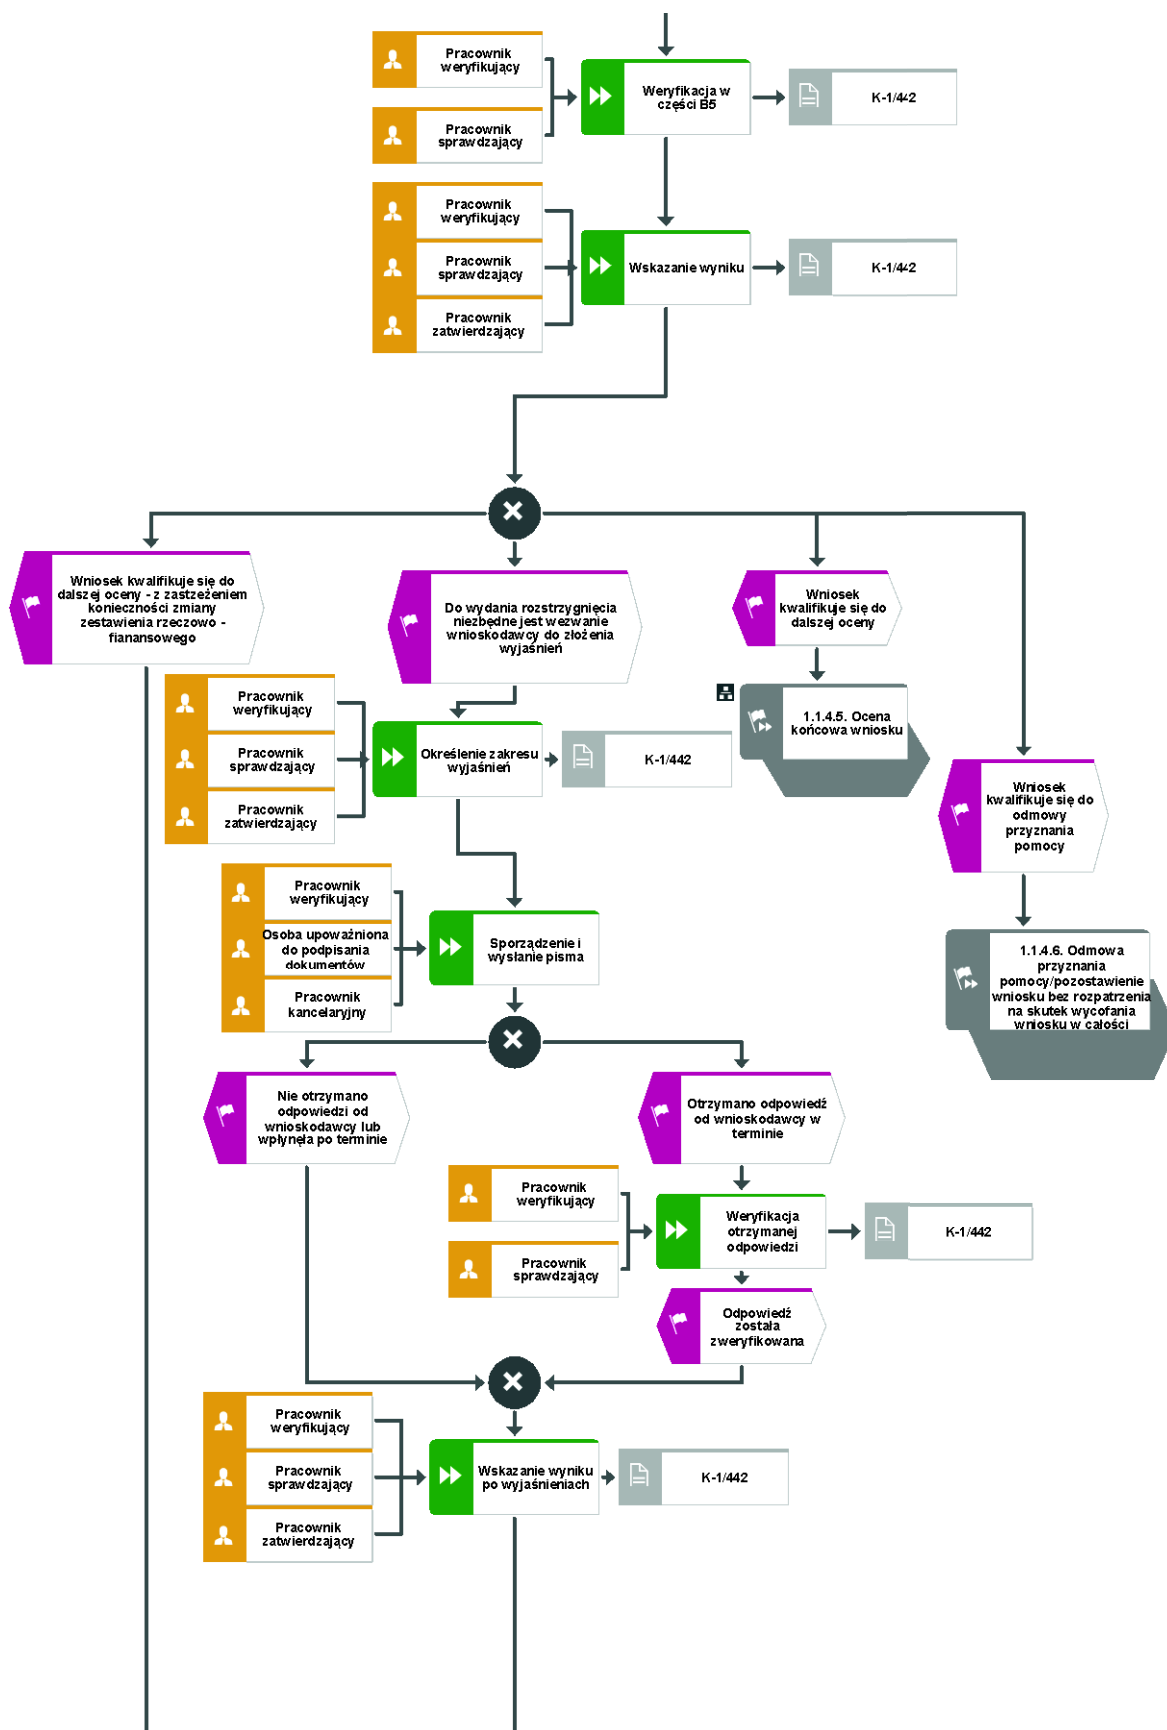 Pracownik
weryfikujący
Weryfikacja w
części B5
K-1/442
Pracownik
sprawdzający
Pracownik
weryfikujący
Pracownik
sprawdzający
Wskazanie wyniku
K-1/442
Pracownik
zatwierdzający
Wniosek kwalifikuje się do
dalszej oceny - z zastzeżeniem
konieczności zmiany
zestawienia rzeczowo -
fianansowego
Do wydania rozstrzygnięcia
niezbędne jest wezwanie
wnioskodawcy do złożenia
wyjaśnień
Wniosek
kwalifikuje się do
dalszej oceny
Pracownik
weryfikujący
Pracownik
sprawdzający
Pracownik
zatwierdzający
Określenie zakresu
wyjaśnień
K-1/442
1.1.4.5. Ocena
końcowa wniosku
Wniosek
kwalifikuje się do
odmowy
przyznania
pomocy
Pracownik
weryfikujący
Osoba upoważniona
do podpisania
dokumentów
Pracownik
kancelaryjny
Sporządzenie i
wysłanie pisma
1.1.4.6. Odmowa
przyznania
pomocy/pozostawienie
wniosku bez rozpatrzenia
na skutek wycofania
wniosku w całości
Nie otrzymano
odpowiedzi od
wnioskodawcy lub
wpłynęła po terminie
Otrzymano odpowiedź
od wnioskodawcy w
terminie
Pracownik
weryfikujący
Pracownik
sprawdzający
Weryfikacja
otrzymanej
odpowiedzi
K-1/442
Odpowiedź
została
zweryfikowana
Pracownik
weryfikujący
Pracownik
sprawdzający
Pracownik
zatwierdzający
Wskazanie wyniku
po wyjaśnieniach
K-1/442